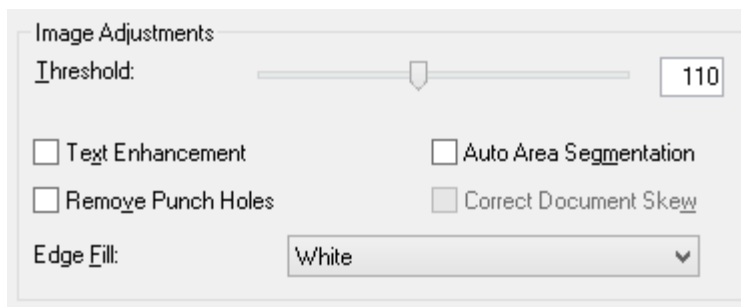 Image Adjustments
Threshold: 110
Text Enhancement Auto Area Segmentation
Remove Punch Holes Correct Document Skew
Edge Fill: White